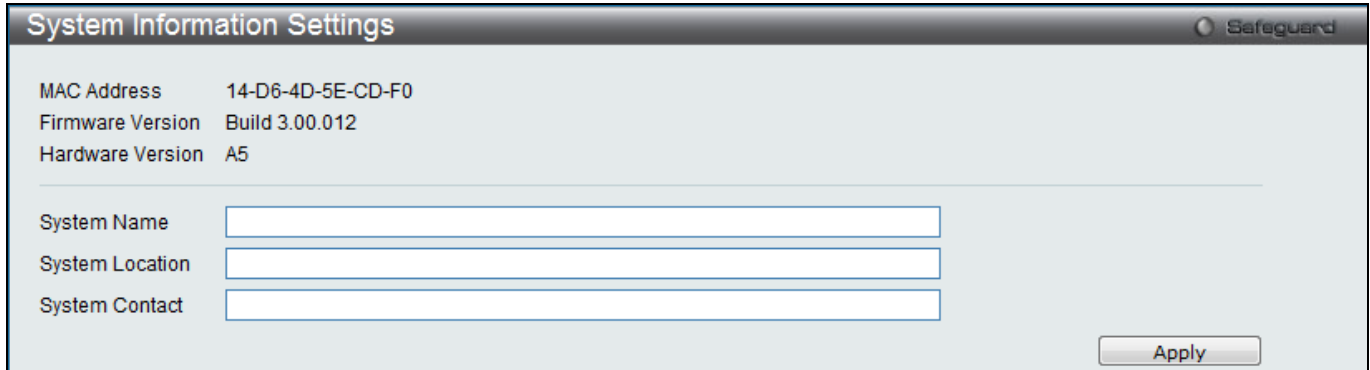 System Information Settings
Safeguard
MAC Address 14-D6-4D-5E-CD-F0
Firmware Version Build 3.00.012
Hardware Version A5
System Name
System Location
System Contact
Apply